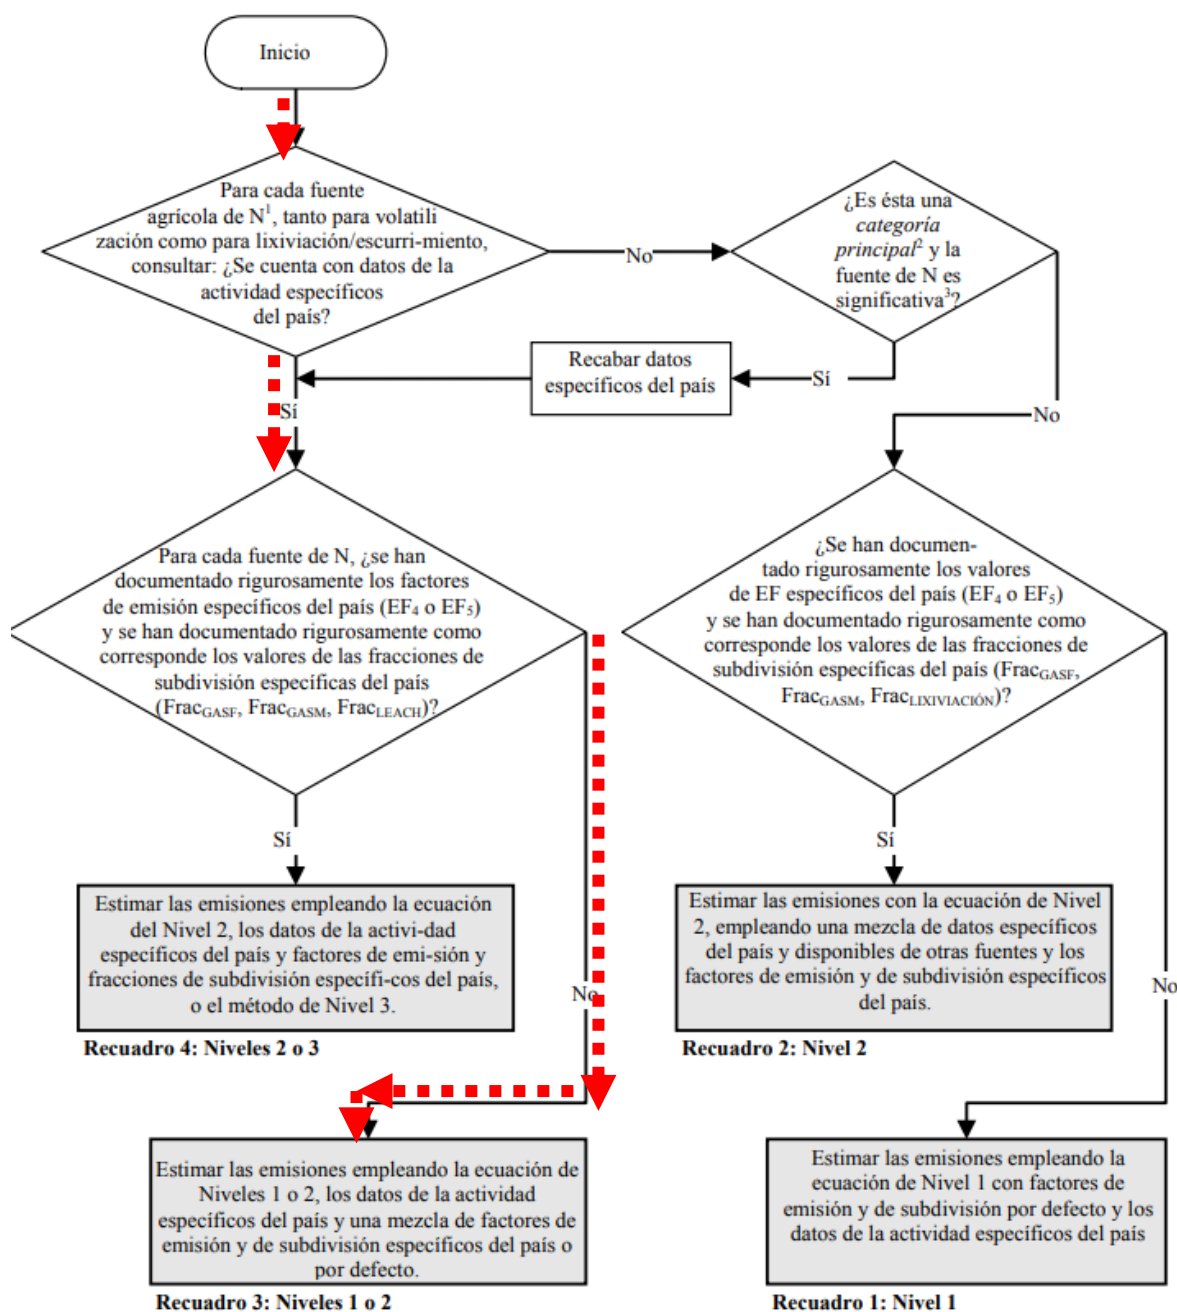 Inicio
Para cada fuente
agrícola de N1, tanto para volatili
zación como para lixiviación/escurri-miento,
consultar: ¿Se cuenta con datos de la
actividad específicos
del país?
No
¿Es ésta una
categoría
principal2 y la
fuente de N es
significativa3?
Recabar datos
específicos del país
Sí
Sí
No
Para cada fuente de N, ¿se han
documentado rigurosamente los factores
de emisión específicos del país (EF4 o EF5)
y se han documentado rigurosamente como
corresponde los valores de las fracciones de
subdivisión específicas del país
(FracGASF, FracGASM, FracLEACH)?
¿Se han documen-
tado rigurosamente los valores
de EF específicos del país (EF4 o EF5)
y se han documentado rigurosamente como
corresponde los valores de las fracciones de
subdivisión específicas del país (FracGASF,
FracGASM, FracLIXIVIACIÓN)?
Sí
Sí
Estimar las emisiones empleando la ecuación
del Nivel 2, los datos de la activi-dad
específicos del país y factores de emi-sión y
fracciones de subdivisión específi-cos del país,
o el método de Nivel 3.
Recuadro 4: Niveles 2 o 3
No
Estimar las emisiones con la ecuación de Nivel
2, empleando una mezcla de datos específicos
del país y disponibles de otras fuentes y los
factores de emisión y de subdivisión específicos
del país.
Recuadro 2: Nivel 2
No
Estimar las emisiones empleando la ecuación de
Niveles 1 o 2, los datos de la actividad
específicos del país y una mezcla de factores de
emisión y de subdivisión específicos del país o
por defecto.
Recuadro 3: Niveles 1 o 2
Estimar las emisiones empleando la
ecuación de Nivel 1 con factores de
emisión y de subdivisión por defecto y los
datos de la actividad específicos del país
Recuadro 1: Nivel 1